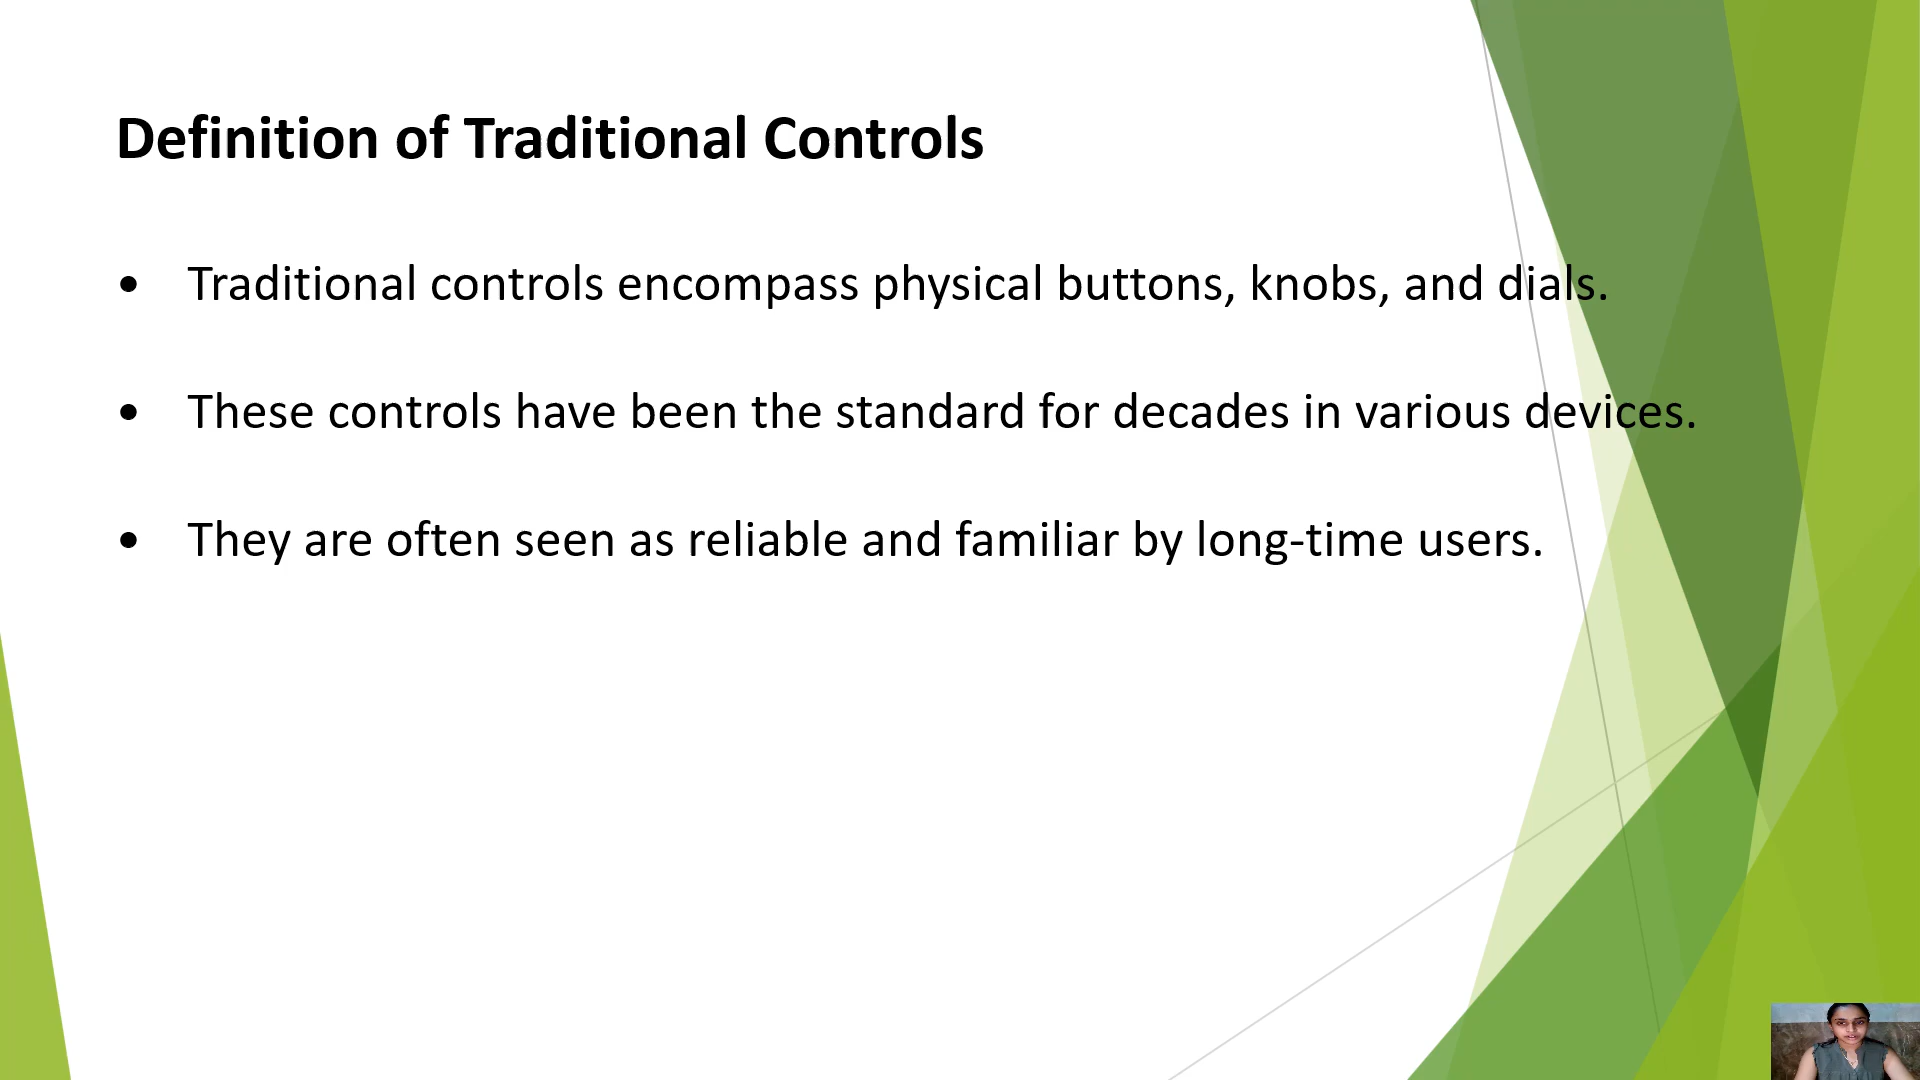 Definition of Traditional Controls
• Traditional controls encompass physical buttons, knobs, and dials.
• These controls have been the standard for decades in various devices.
• They are often seen as reliable and familiar by long-time users.